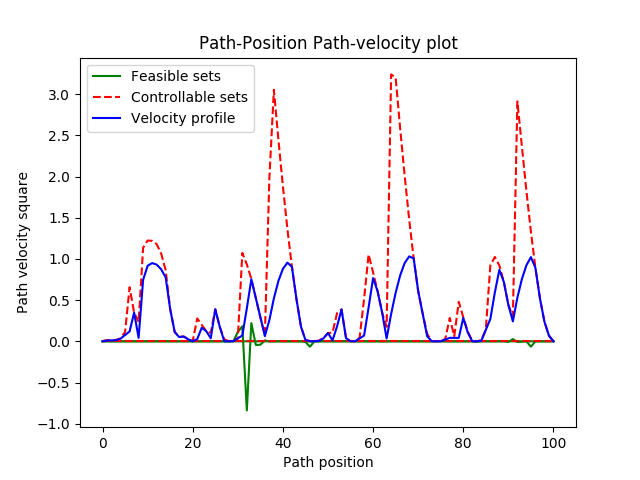 Path-Position Path-velocity plot
Feasible sets
Controllable sets
Velocity profile
3.0
2.5
2.0
1.5
1.0
0.5
0.0
−0.5
−1.0
Path velocity square
0 20 40 60 80 100
Path position